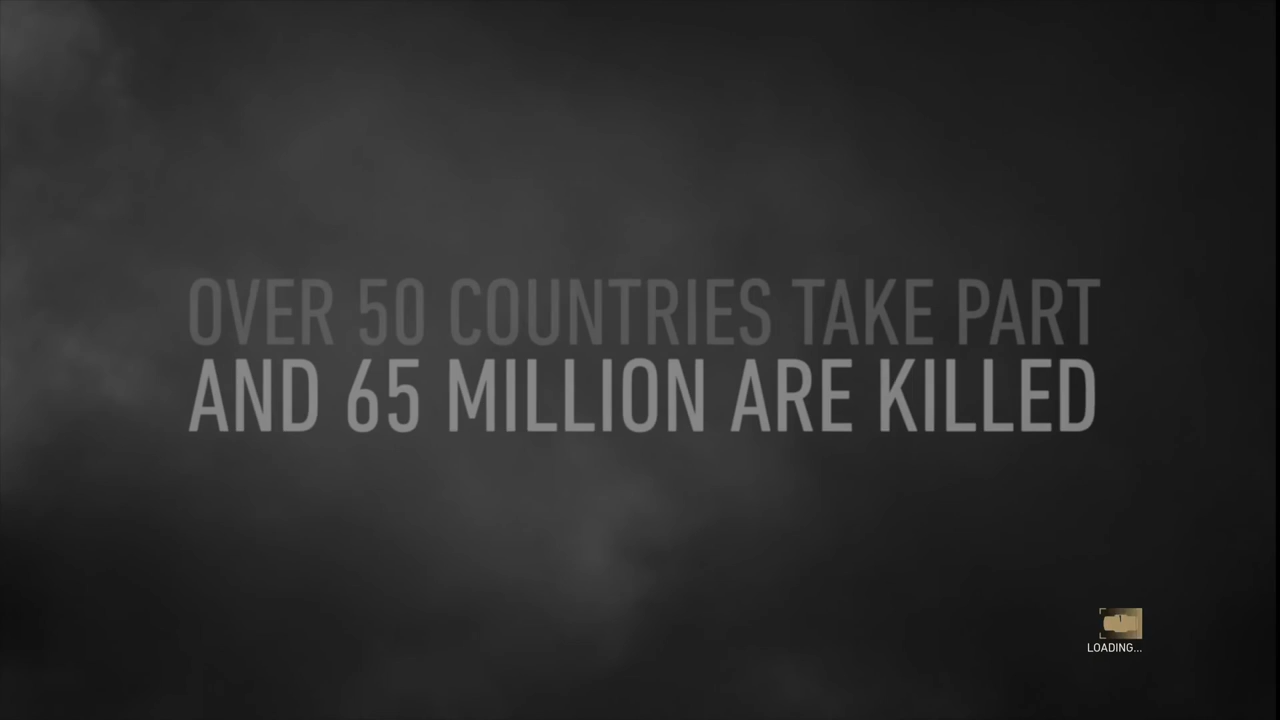 OVER 50 COUNTRIES TAKE PART
AND 65 MILLION ARE KILLED
LOADING...